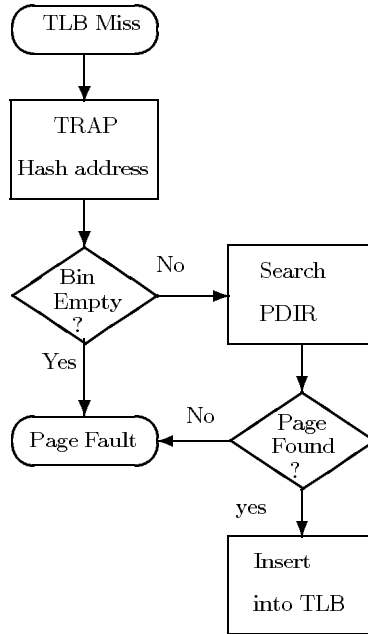 TLB Miss
TRAP
Hash address
Bin
Empty
?
No
Search
PDIR
Yes
Page Fault
No
Page
Found
?
yes
Insert
into TLB